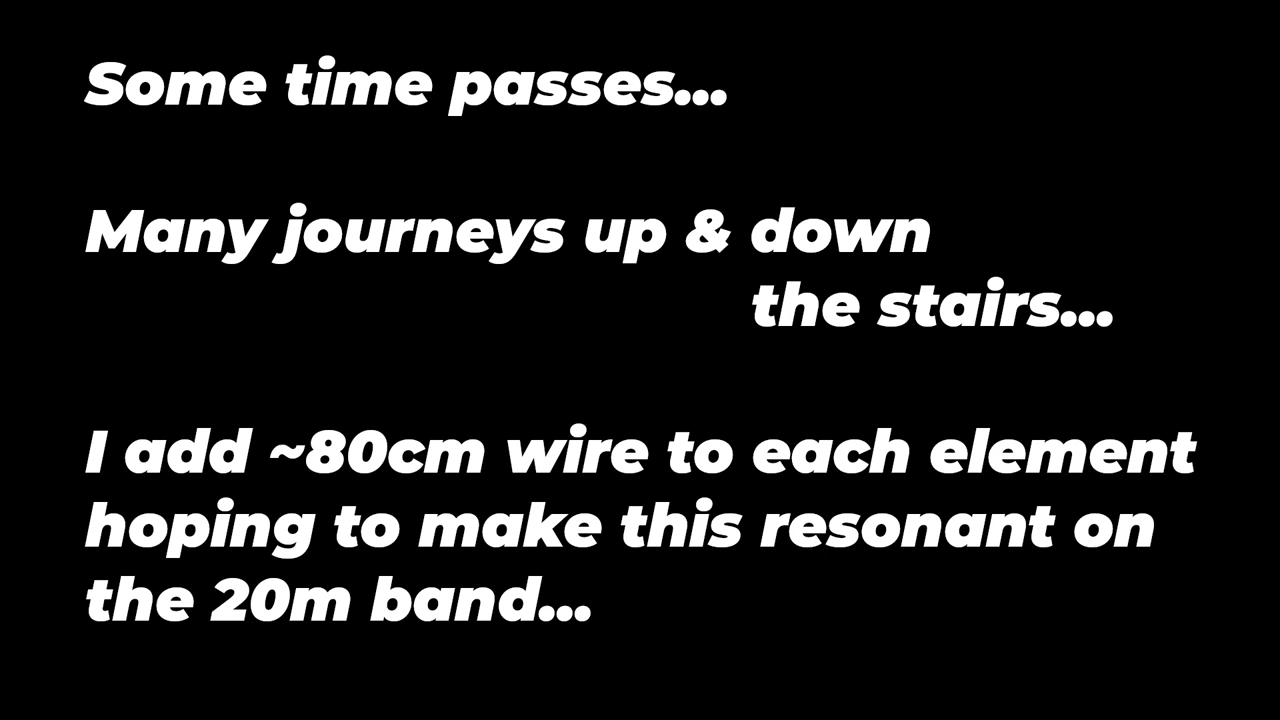 Some time passes...
Many journeys up & down
the stairs...
I add ~80cm wire to each element
hoping to make this resonant on
the 20m band...